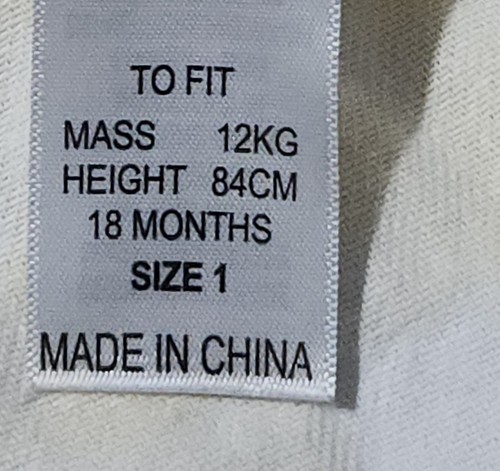 TO FIT
MASS 12KG
HEIGHT 84CM
18 MONTHS
SIZE 1
MADE IN CHINA